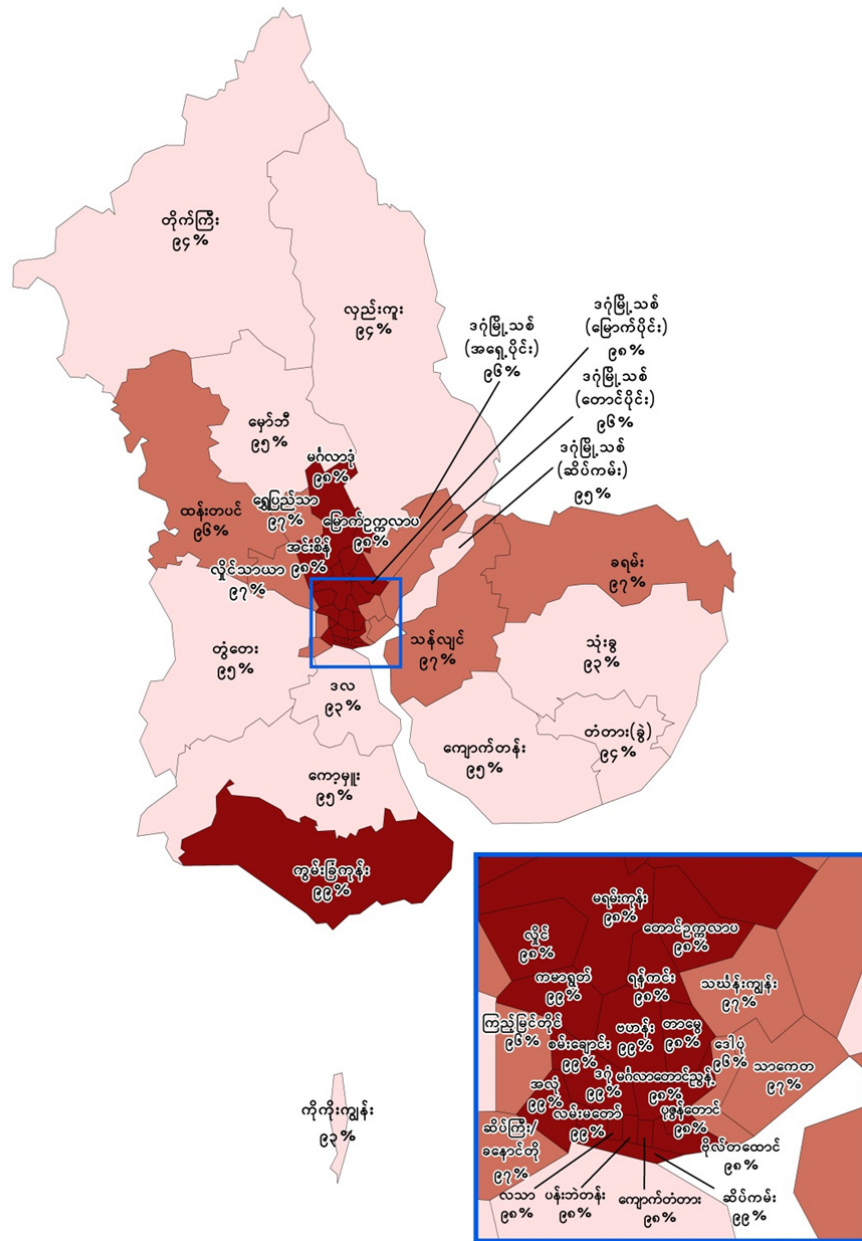 တိုက်ကြီး
၉၄%
လှည်းကူး
၉၄%
ဒဂုံမြို့သစ်
(မြောက်ပိုင်း)
၉၈%
ဒဂုံမြို့သစ်
(အရှေ့ပိုင်း)
၉၆%
ဒဂုံမြို့သစ်
(တောင်ပိုင်း)
၉၆%
ဒဂုံမြို့သစ်
(ဆိပ်ကမ်း)
၉၅%
မှော်ဘီ
၉၅%
မင်္ဂလာဒုံ
၉၈%
ရွှေပြည်သာ
၉၇%
ထန်းတပင်
၉၆%
မြောက်ဥက္ကလာပ
၉၈%
အင်းစိန်
၉၈%
လှိုင်သာယာ
၉၇%
ခရမ်း
၉၇%
တွံတေး
၉၅%
သန်လျင်
၉၇%
သုံးခွ
၉၃%
ဒလ
၉၃%
တံတား(ခွဲ)
၉၄%
ကျောက်တန်း
၉၅%
ကော့မှူး
၉၅%
ကွမ်းခြံကုန်း
၉၉%
ကိုကိုးကျွန်း
၉၃%
မရမ်းကုန်း
၉၈%
တောင်ဥက္ကလာပ
၉၈%
လှိုင်
၉၈%
ကမာရွတ်
၉၉%
ရန်ကင်း
၉၈%
သင်္ဃန်းကျွန်း
၉၇%
ကြည့်မြင်တိုင်
၉၆%
စမ်းချောင်း
၉၉%
ဗဟန်း
၉၉%
တာမွေ
၉၈%
ဒေါပုံ
၉၆%
သာကေတ
၉၇%
အလုံ
၉၉%
ဒဂုံ
၉၉%
မင်္ဂလာတောင်ညွန့်
၉၈%
လမ်းမတော်
၉၉%
ပုဇွန်တောင်
၉၈%
ဆိပ်ကြီး/
ခနောင်တို
၉၇%
ဗိုလ်တထောင်
၉၈%
လသာ
၉၈%
ပန်းဘဲတန်း
၉၈%
ကျောက်တံတား
၉၈%
ဆိပ်ကမ်း
၉၉%